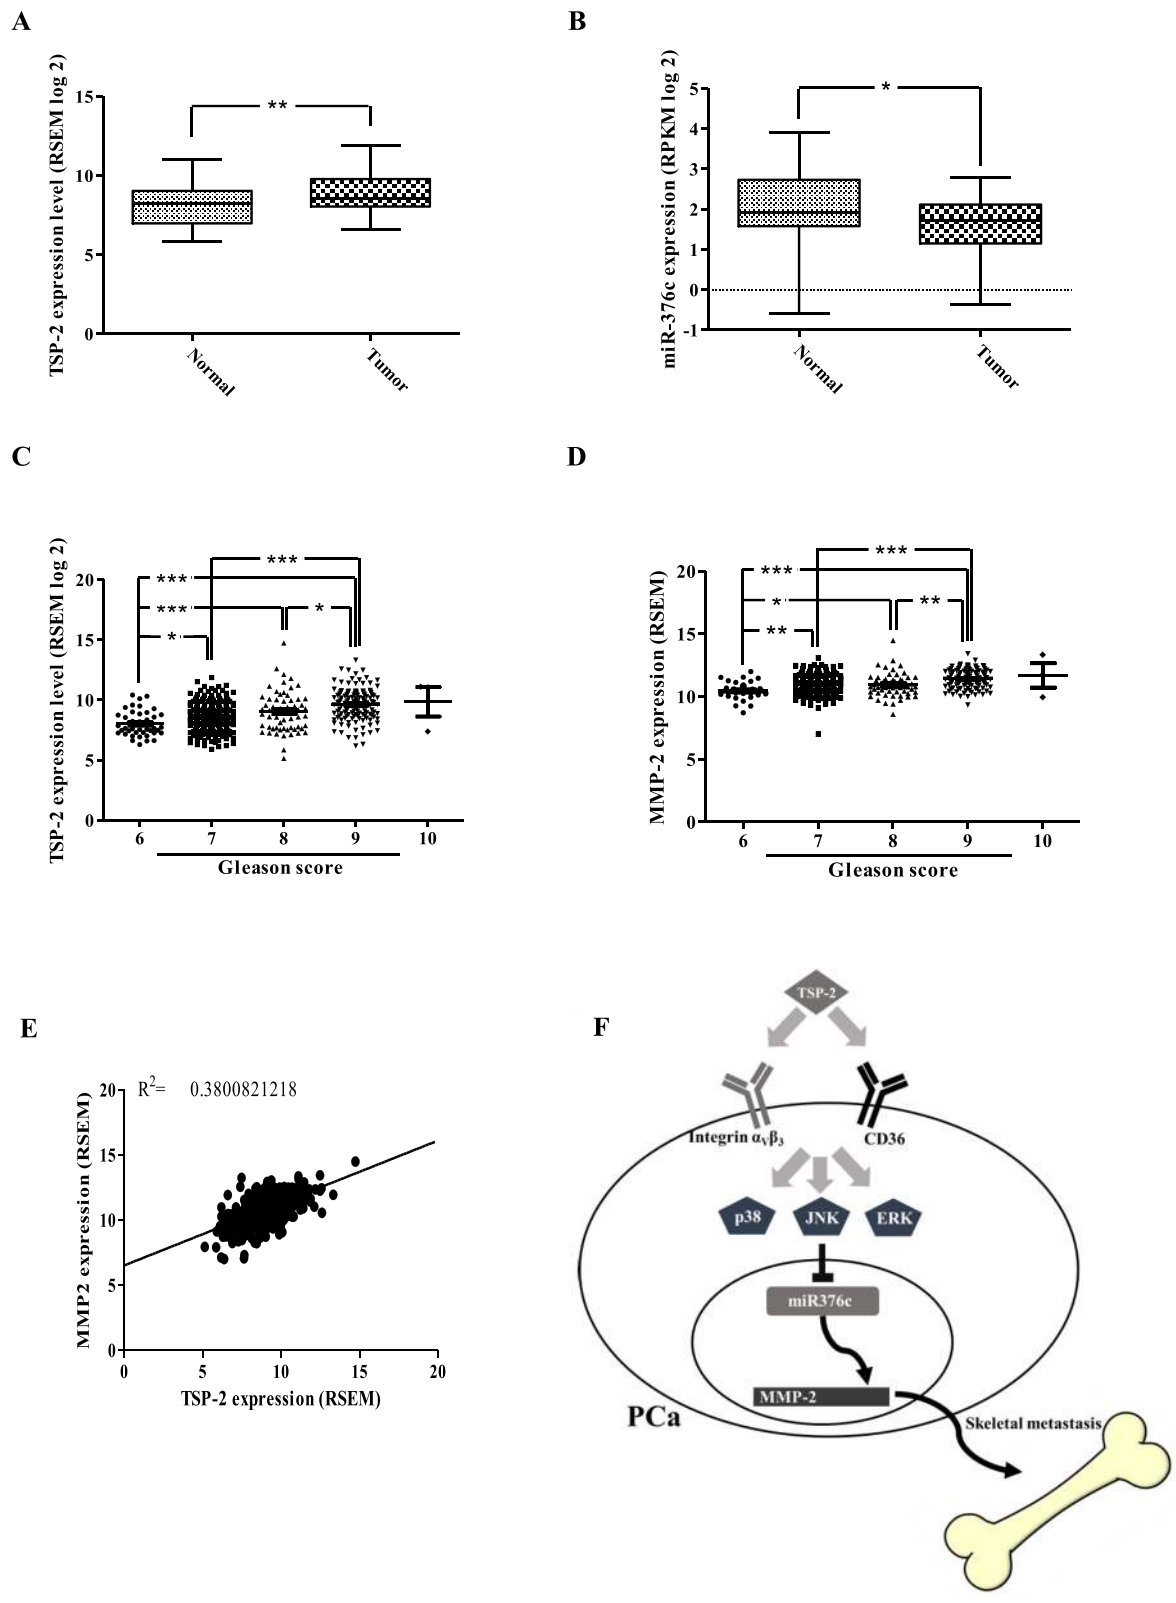 A
TSP-2 expression level (RSEM log 2)
15
10
5
0
**
Normal
Tumor
B
miR-376c expression (RPKM log 2)
5
4
3
2
1
0
-1
*
Normal
Tumor
C
TSP-2 expression level (RSEM log 2)
20
15
10
5
0
***
***
***
*
*
6 7 8 9 10
Gleason score
D
MMP-2 expression (RSEM)
20
15
10
5
0
***
***
*
**
**
6 7 8 9 10
Gleason score
E
MMP2 expression (RSEM)
20
15
10
5
0
R²= 0.3800821218
0 5 10 15 20
TSP-2 expression (RSEM)
F
TSP-2
Integrin αVβ3
CD36
p38
JNK
ERK
miR376c
MMP-2
PCa
Skeletal metastasis